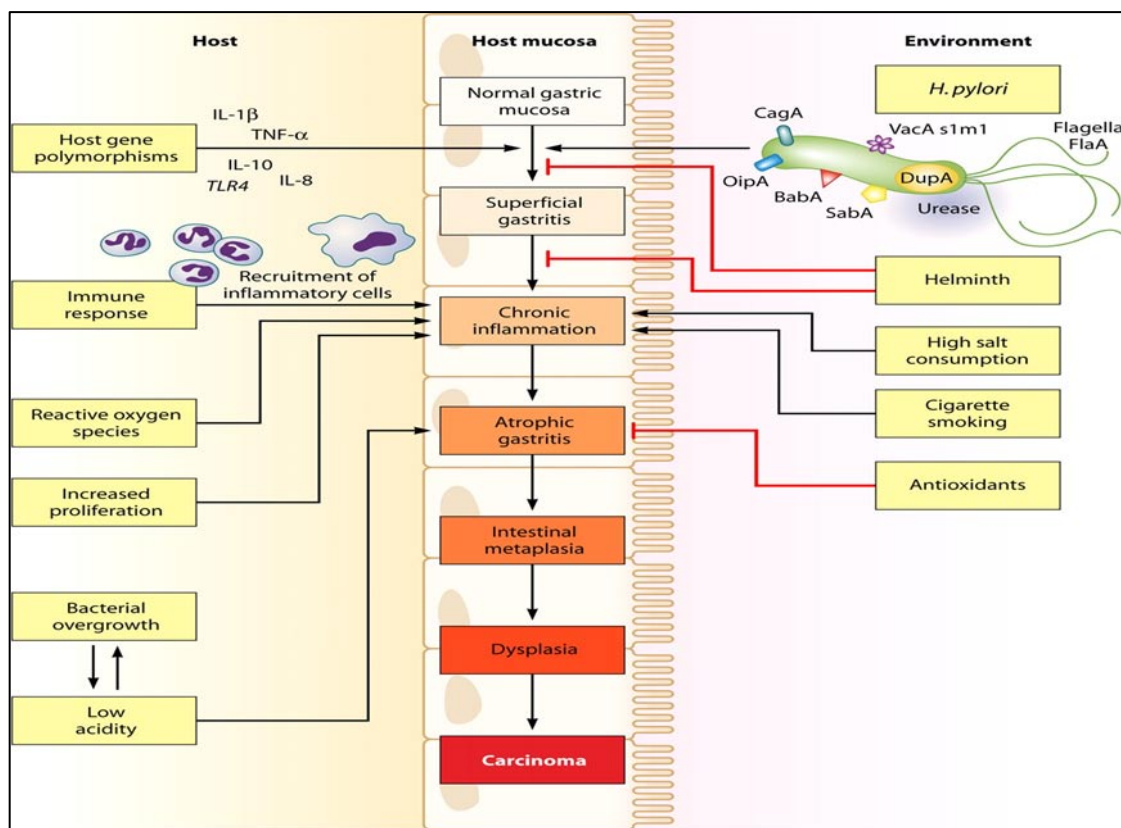 Host
Host mucosa
Environment
Normal gastric
mucosa
H. pylori
IL-1β
TNF-α
Host gene
polymorphisms
IL-10
TLR4
IL-8
CagA
VacA s1m1
Flagella
FlaA
OipA
BabA
SabA
DupA
Urease
Superficial
gastritis
Recruitment of
inflammatory cells
Immune
response
Chronic
inflammation
Helminth
High salt
consumption
Reactive oxygen
species
Atrophic
gastritis
Cigarette
smoking
Increased
proliferation
Antioxidants
Intestinal
metaplasia
Bacterial
overgrowth
Dysplasia
Low
acidity
Carcinoma